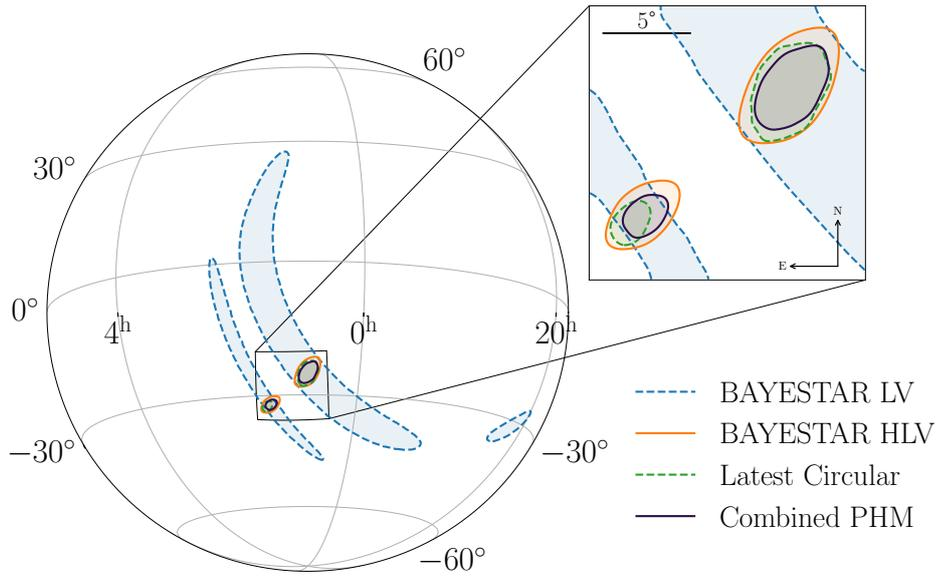 5°
60°
30°
N
E
0°
4ʰ
0ʰ
20ʰ
BAYESTAR LV
BAYESTAR HLV
−30°
−30°
Latest Circular
Combined PHM
−60°